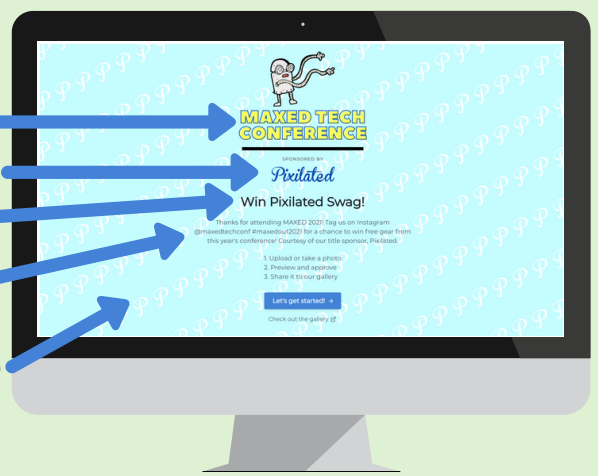 MAXED TECH
CONFERENCE
SPONSORED BY
Pixilated
Win Pixilated Swag!
Thanks for attending MAXED 2021! Tag us on Instagram
@maxedtechconf #maxedout2021 for a chance to win free gear from
this year's conference! Courtesy of our title sponsor, Pixilated.
1. Upload or take a photo
2. Preview and approve
3. Share it to our gallery
Let's get started! →
Check out the gallery